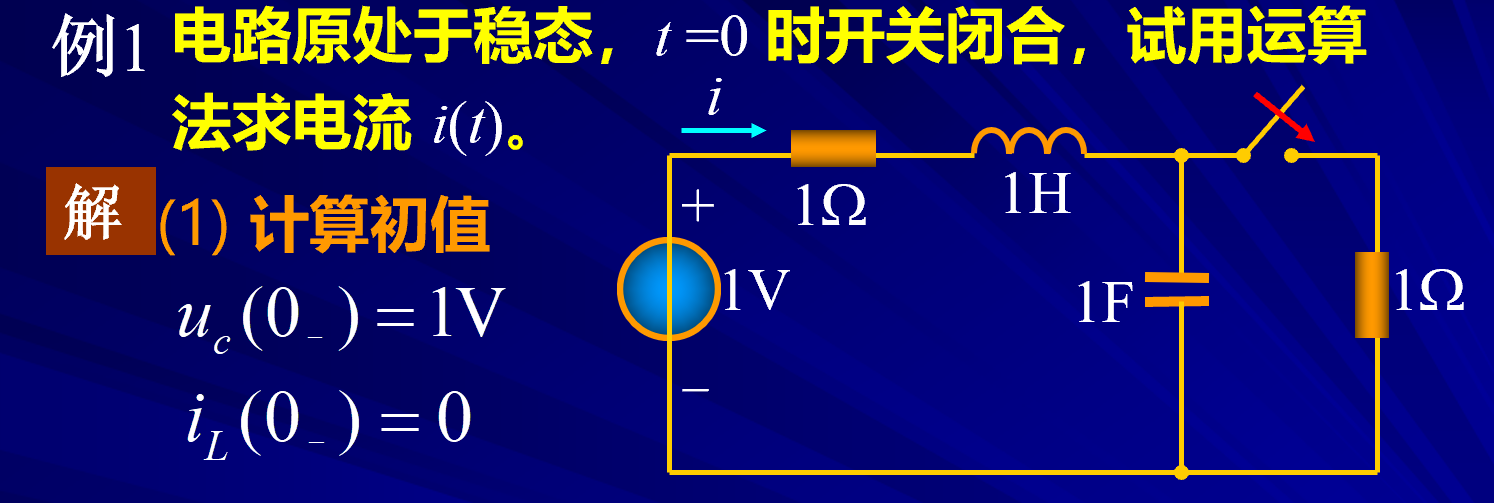 例1 电路原处于稳态，t =0 时开关闭合，试用运算
法求电流 i(t)。
解 (1) 计算初值
u_c(0_−) = 1V
i_L(0_−) = 0
i
+
1Ω
1H
1V
1F
1Ω
−